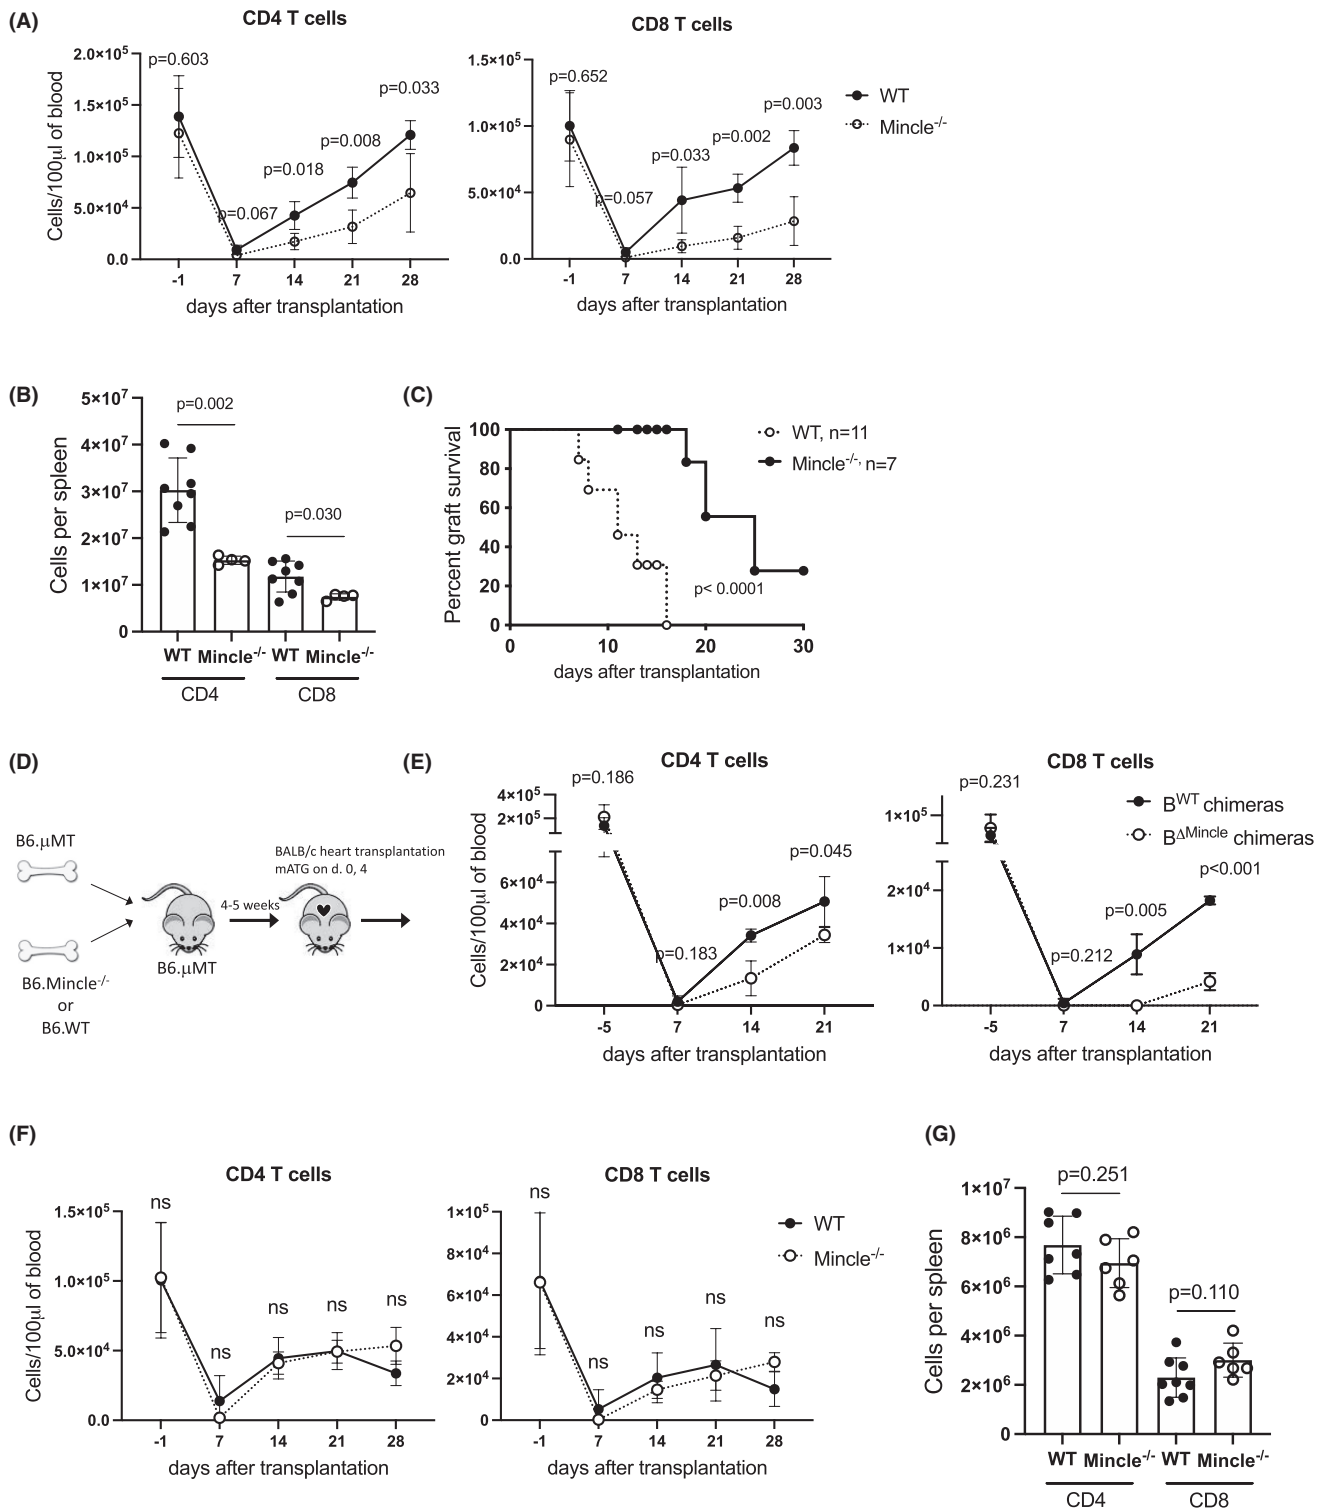 (A)
CD4 T cells
Cells/100µl of blood
2.0×10⁵
1.5×10⁵
1.0×10⁵
5.0×10⁴
0.0
p=0.603
p=0.067
p=0.018
p=0.008
p=0.033
-1 7 14 21 28
days after transplantation
CD8 T cells
1.5×10⁵
1.0×10⁵
5.0×10⁴
0.0
p=0.652
p=0.057
p=0.033
p=0.002
p=0.003
-1 7 14 21 28
days after transplantation
WT
Mincle⁻/⁻
(B)
Cells per spleen
5×10⁷
4×10⁷
3×10⁷
2×10⁷
1×10⁷
0
p=0.002
p=0.030
WT Mincle⁻/⁻ WT Mincle⁻/⁻
CD4 CD8
(C)
Percent graft survival
100
80
60
40
20
0
WT, n=11
Mincle⁻/⁻, n=7
p< 0.0001
0 10 20 30
days after transplantation
(D)
B6.µMT
B6.Mincle⁻/⁻
or
B6.WT
B6.µMT
4-5 weeks
BALB/c heart transplantation
mATG on d. 0, 4
(E)
CD4 T cells
Cells/100µl of blood
4×10⁵
2×10⁵
6×10⁴
4×10⁴
2×10⁴
0
p=0.186
p=0.183
p=0.008
p=0.045
-5 7 14 21
days after transplantation
CD8 T cells
1×10⁵
2×10⁴
1×10⁴
0
p=0.231
p=0.212
p=0.005
p<0.001
-5 7 14 21
days after transplantation
Bᵂᵀ chimeras
B^ΔMincle chimeras
(F)
CD4 T cells
Cells/100µl of blood
1.5×10⁵
1.0×10⁵
5.0×10⁴
0.0
ns
ns
ns
ns
ns
-1 7 14 21 28
days after transplantation
CD8 T cells
1×10⁵
8×10⁴
6×10⁴
4×10⁴
2×10⁴
0
ns
ns
ns
ns
ns
-1 7 14 21 28
days after transplantation
WT
Mincle⁻/⁻
(G)
Cells per spleen
1×10⁷
8×10⁶
6×10⁶
4×10⁶
2×10⁶
0
p=0.251
p=0.110
WT Mincle⁻/⁻ WT Mincle⁻/⁻
CD4 CD8